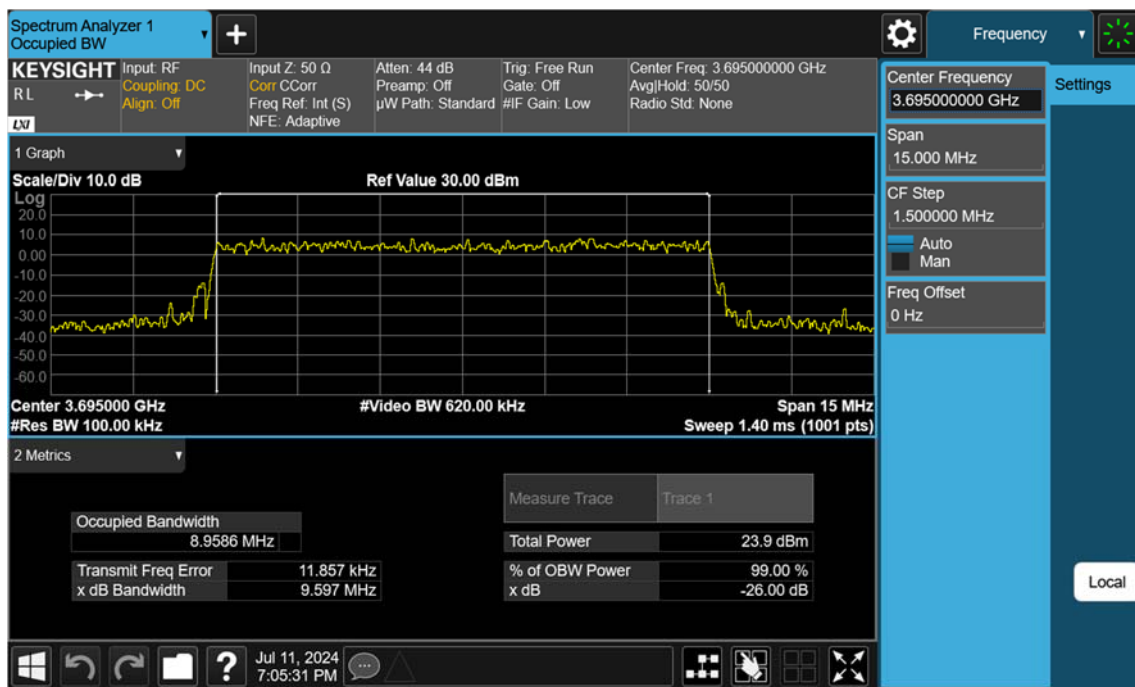 Spectrum Analyzer 1
Occupied BW
+
Frequency
KEYSIGHT
RL
LXI
Input: RF
Coupling: DC
Align: Off
Input Z: 50 Ω
Corr CCorr
Freq Ref: Int (S)
NFE: Adaptive
Atten: 44 dB
Preamp: Off
µW Path: Standard
Trig: Free Run
Gate: Off
#IF Gain: Low
Center Freq: 3.695000000 GHz
Avg|Hold: 50/50
Radio Std: None
Center Frequency
3.695000000 GHz
Settings
Span
15.000 MHz
CF Step
1.500000 MHz
Auto
Man
Freq Offset
0 Hz
Local
1 Graph
Scale/Div 10.0 dB
Ref Value 30.00 dBm
Log
20.0
10.0
0.00
-10.0
-20.0
-30.0
-40.0
-50.0
-60.0
Center 3.695000 GHz
#Video BW 620.00 kHz
Span 15 MHz
#Res BW 100.00 kHz
Sweep 1.40 ms (1001 pts)
2 Metrics
Measure Trace
Trace 1
Occupied Bandwidth
8.9586 MHz
Total Power
23.9 dBm
Transmit Freq Error
11.857 kHz
% of OBW Power
99.00 %
x dB Bandwidth
9.597 MHz
x dB
-26.00 dB
?
Jul 11, 2024
7:05:31 PM